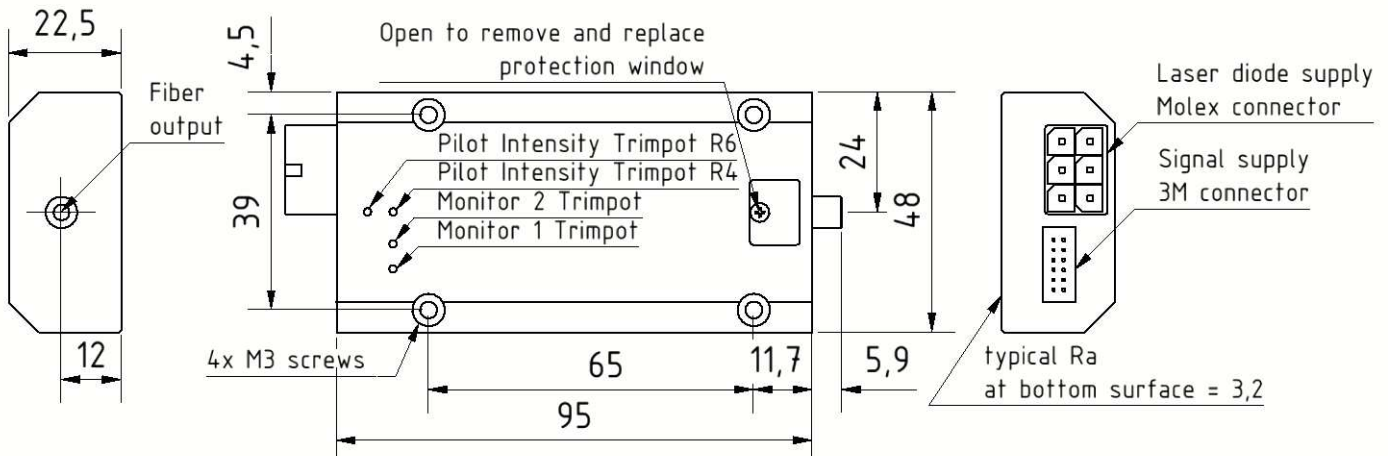 22,5
4,5
Open to remove and replace
protection window
Fiber
output
Laser diode supply
Molex connector
Pilot Intensity Trimpot R6
Pilot Intensity Trimpot R4
Monitor 2 Trimpot
Monitor 1 Trimpot
Signal supply
3M connector
39
24
48
12
4x M3 screws
65
11,7
5,9
95
typical Ra
at bottom surface = 3,2